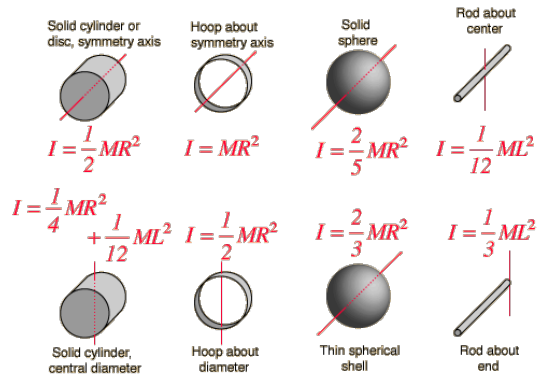 Solid cylinder or
disc, symmetry axis
I = 1/2 MR²
Hoop about
symmetry axis
I = MR²
Solid
sphere
I = 2/5 MR²
Rod about
center
I = 1/12 ML²
I = 1/4 MR²
+ 1/12 ML²
Solid cylinder,
central diameter
I = 1/2 MR²
Hoop about
diameter
I = 2/3 MR²
Thin spherical
shell
I = 1/3 ML²
Rod about
end